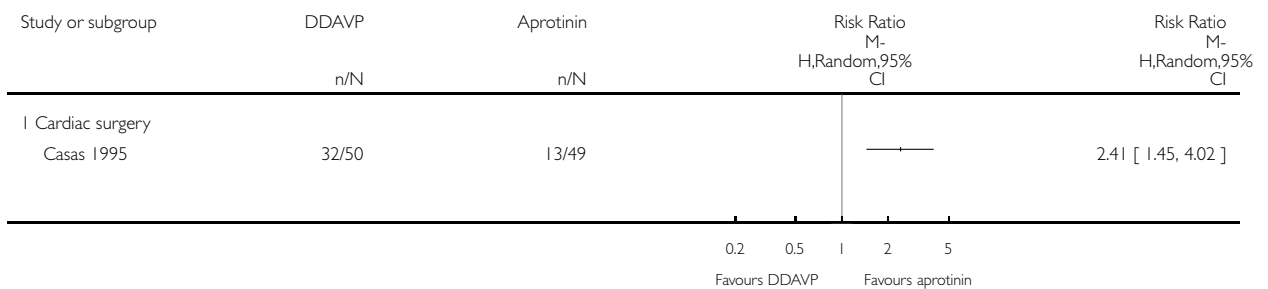 Study or subgroup DDAVP Aprotinin Risk Ratio Risk Ratio
M- M-
H,Random,95% H,Random,95%
n/N n/N CI CI
1 Cardiac surgery
Casas 1995 32/50 13/49 2.41 [ 1.45, 4.02 ]
0.2 0.5 1 2 5
Favours DDAVP Favours aprotinin